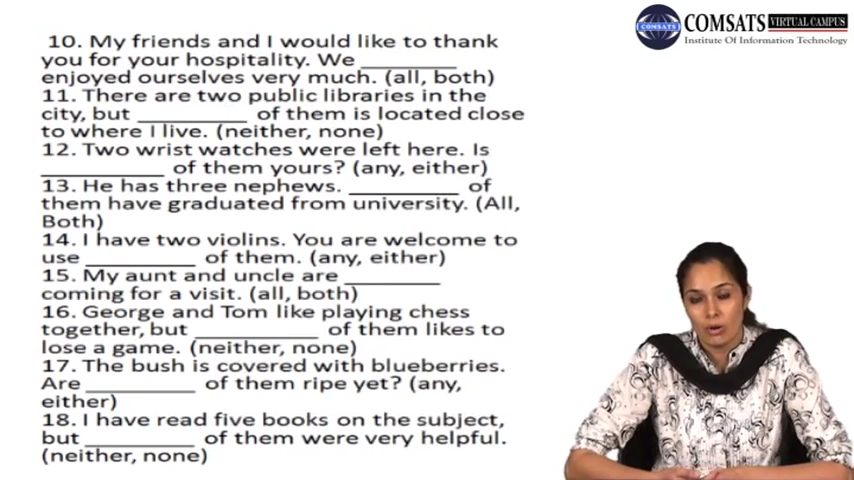 COMSATS VIRTUAL CAMPUS
Institute Of Information Technology
COMSATS
10. My friends and I would like to thank
you for your hospitality. We __________
enjoyed ourselves very much. (all, both)
11. There are two public libraries in the
city, but ___________ of them is located close
to where I live. (neither, none)
12. Two wrist watches were left here. Is
_____________ of them yours? (any, either)
13. He has three nephews. ___________ of
them have graduated from university. (All,
Both)
14. I have two violins. You are welcome to
use ___________ of them. (any, either)
15. My aunt and uncle are __________
coming for a visit. (all, both)
16. George and Tom like playing chess
together, but _____________ of them likes to
lose a game. (neither, none)
17. The bush is covered with blueberries.
Are ___________ of them ripe yet? (any,
either)
18. I have read five books on the subject,
but ___________ of them were very helpful.
(neither, none)